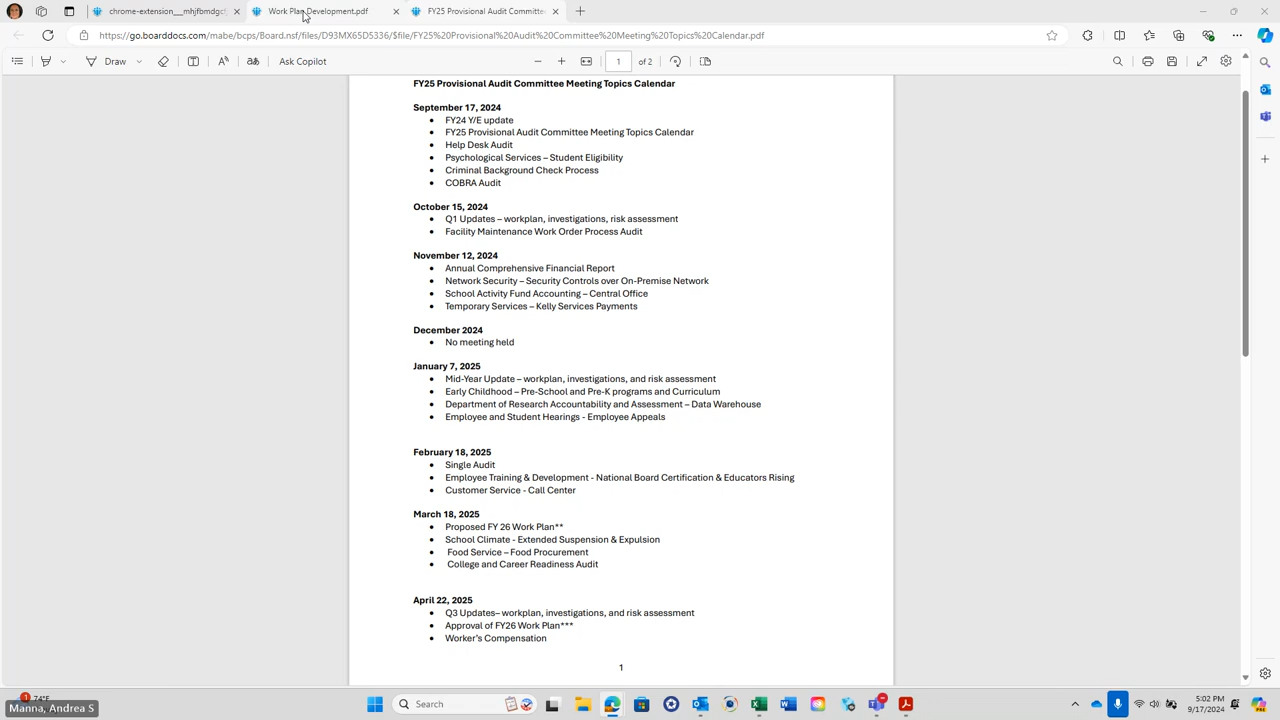 chrome-extension___mhjfbmdgcf
Work Plan Development.pdf
FY25 Provisional Audit Committe
https://go.boarddocs.com/mabe/bcps/Board.nsf/files/D93MX65D5336/$file/FY25%20Provisional%20Audit%20Committee%20Meeting%20Topics%20Calendar.pdf
Draw
Ask Copilot
1 of 2
FY25 Provisional Audit Committee Meeting Topics Calendar
September 17, 2024
• FY24 Y/E update
• FY25 Provisional Audit Committee Meeting Topics Calendar
• Help Desk Audit
• Psychological Services – Student Eligibility
• Criminal Background Check Process
• COBRA Audit
October 15, 2024
• Q1 Updates – workplan, investigations, risk assessment
• Facility Maintenance Work Order Process Audit
November 12, 2024
• Annual Comprehensive Financial Report
• Network Security – Security Controls over On-Premise Network
• School Activity Fund Accounting – Central Office
• Temporary Services – Kelly Services Payments
December 2024
• No meeting held
January 7, 2025
• Mid-Year Update – workplan, investigations, and risk assessment
• Early Childhood – Pre-School and Pre-K programs and Curriculum
• Department of Research Accountability and Assessment – Data Warehouse
• Employee and Student Hearings - Employee Appeals
February 18, 2025
• Single Audit
• Employee Training & Development - National Board Certification & Educators Rising
• Customer Service - Call Center
March 18, 2025
• Proposed FY 26 Work Plan**
• School Climate - Extended Suspension & Expulsion
• Food Service – Food Procurement
• College and Career Readiness Audit
April 22, 2025
• Q3 Updates– workplan, investigations, and risk assessment
• Approval of FY26 Work Plan***
• Worker's Compensation
1
74°F
Manna, Andrea S
Search
5:02 PM
9/17/2024